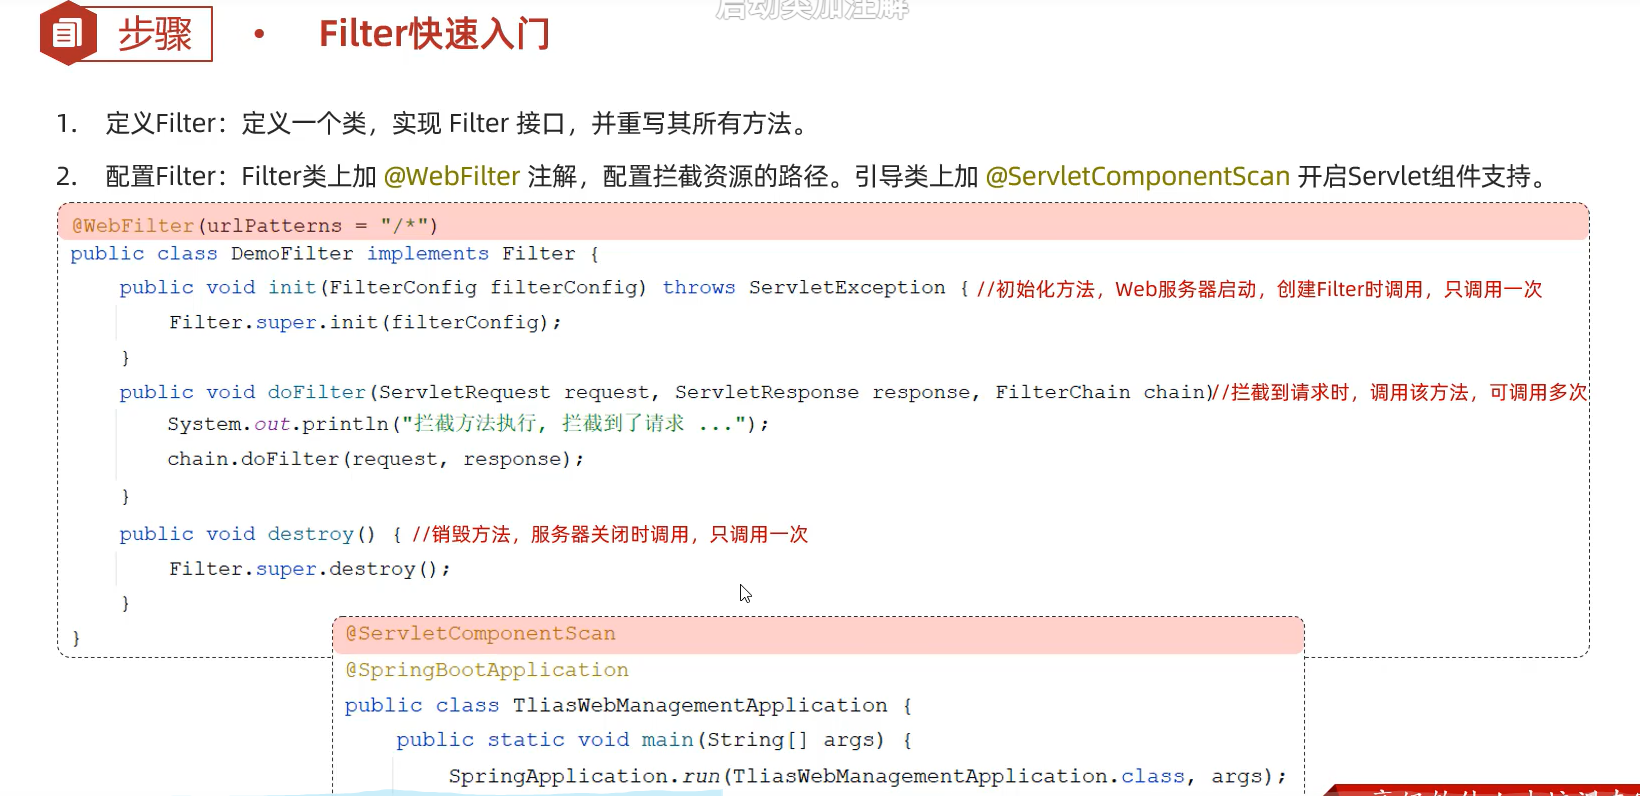 启动类加注解
步骤
• Filter快速入门
1. 定义Filter：定义一个类，实现 Filter 接口，并重写其所有方法。
2. 配置Filter：Filter类上加 @WebFilter 注解，配置拦截资源的路径。引导类上加 @ServletComponentScan 开启Servlet组件支持。
@WebFilter(urlPatterns = "/*")
public class DemoFilter implements Filter {
public void init(FilterConfig filterConfig) throws ServletException { //初始化方法，Web服务器启动，创建Filter时调用，只调用一次
Filter.super.init(filterConfig);
}
public void doFilter(ServletRequest request, ServletResponse response, FilterChain chain)//拦截到请求时，调用该方法，可调用多次
System.out.println("拦截方法执行, 拦截到了请求 ...");
chain.doFilter(request, response);
}
public void destroy() { //销毁方法，服务器关闭时调用，只调用一次
Filter.super.destroy();
}
}
@ServletComponentScan
@SpringBootApplication
public class TliasWebManagementApplication {
public static void main(String[] args) {
SpringApplication.run(TliasWebManagementApplication.class, args);